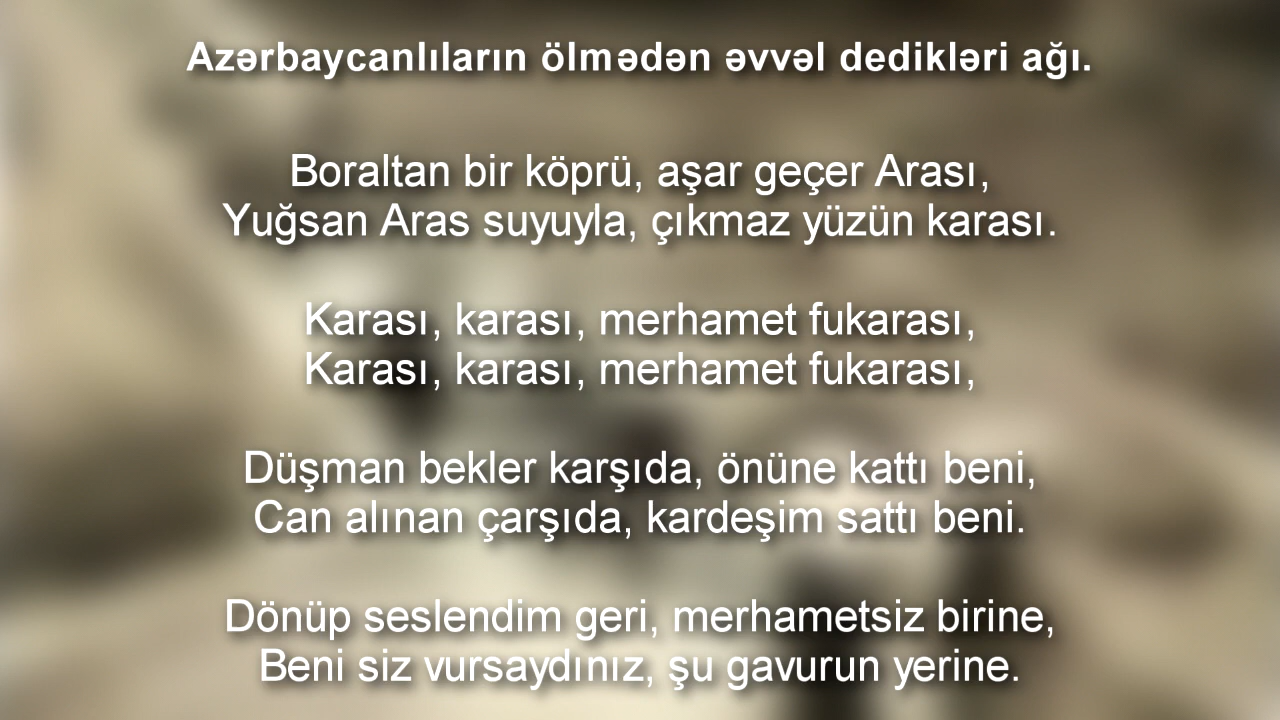 Azərbaycanlıların ölmədən əvvəl dedikləri ağı.
Boraltan bir köprü, aşar geçer Arası,
Yuğsan Aras suyuyla, çıkmaz yüzün karası.
Karası, karası, merhamet fukarası,
Karası, karası, merhamet fukarası,
Düşman bekler karşıda, önüne kattı beni,
Can alınan çarşıda, kardeşim sattı beni.
Dönüp seslendim geri, merhametsiz birine,
Beni siz vursaydınız, şu gavurun yerine.